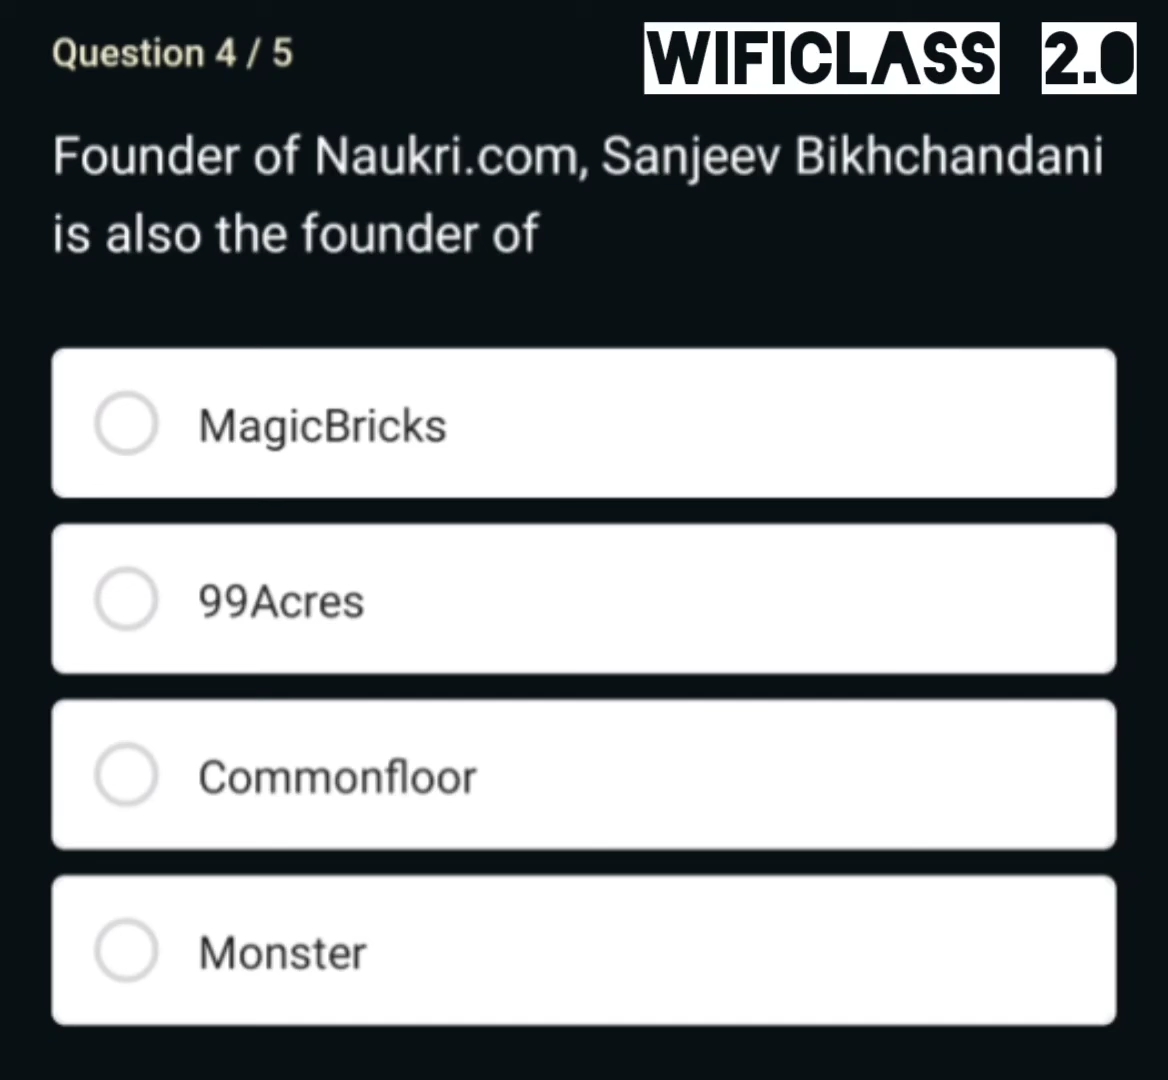 Question 4 / 5
WIFICLASS 2.0
Founder of Naukri.com, Sanjeev Bikhchandani
is also the founder of
MagicBricks
99Acres
Commonfloor
Monster